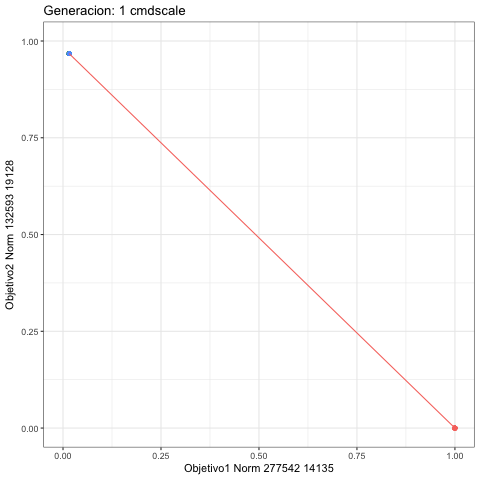 Generacion: 1 cmdscale
1.00
0.75
0.50
0.25
0.00
Objetivo2 Norm 132593 19128
0.00 0.25 0.50 0.75 1.00
Objetivo1 Norm 277542 14135